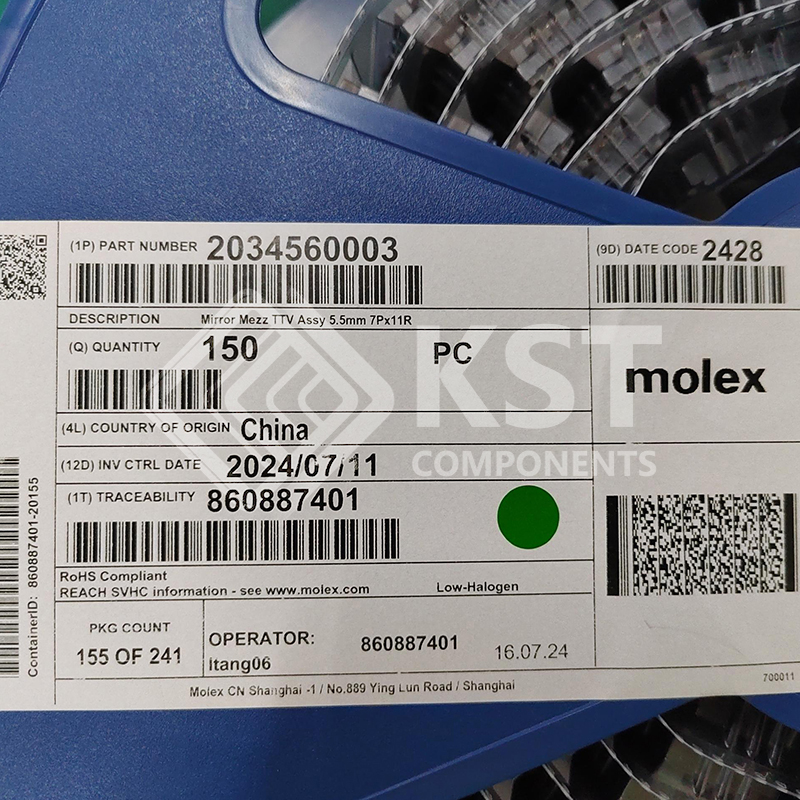 (1P) PART NUMBER 2034560003
(9D) DATE CODE 2428
DESCRIPTION Mirror Mezz TTV Assy 5.5mm 7Px11R
(Q) QUANTITY 150 PC
molex
KST
COMPONENTS
(4L) COUNTRY OF ORIGIN China
(12D) INV CTRL DATE 2024/07/11
(1T) TRACEABILITY 860887401
ContainerID: 860887401-20155
RoHS Compliant
REACH SVHC information - see www.molex.com Low-Halogen
PKG COUNT
155 OF 241
OPERATOR:
ltang06
860887401
16.07.24
Molex CN Shanghai -1 / No.889 Ying Lun Road / Shanghai
700011